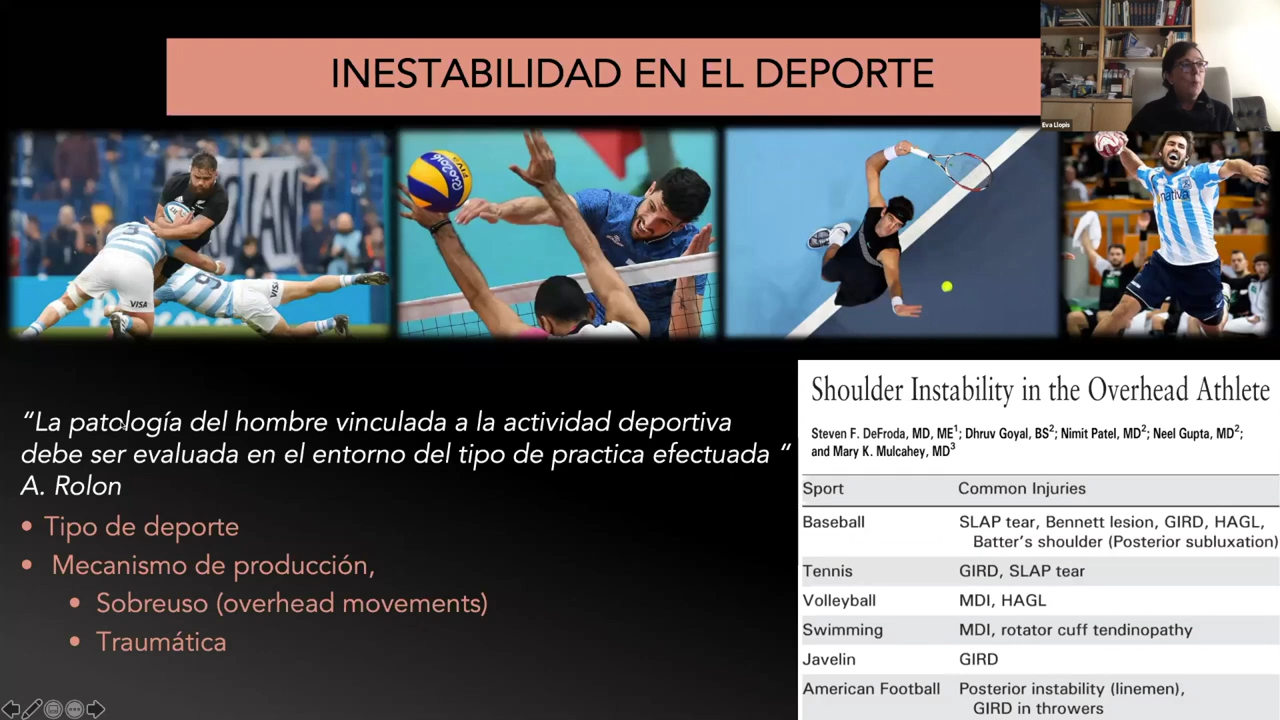 INESTABILIDAD EN EL DEPORTE
Eva Llopis
VISA
VISA
9
Rio2016
nativa
“La patología del hombre vinculada a la actividad deportiva
debe ser evaluada en el entorno del tipo de practica efectuada “
A. Rolon
• Tipo de deporte
• Mecanismo de producción,
• Sobreuso (overhead movements)
• Traumática
Shoulder Instability in the Overhead Athlete
Steven F. DeFroda, MD, ME1; Dhruv Goyal, BS2; Nimit Patel, MD2; Neel Gupta, MD2;
and Mary K. Mulcahey, MD3
Sport Common Injuries
Baseball SLAP tear, Bennett lesion, GIRD, HAGL,
Batter’s shoulder (Posterior subluxation)
Tennis GIRD, SLAP tear
Volleyball MDI, HAGL
Swimming MDI, rotator cuff tendinopathy
Javelin GIRD
American Football Posterior instability (linemen),
GIRD in throwers